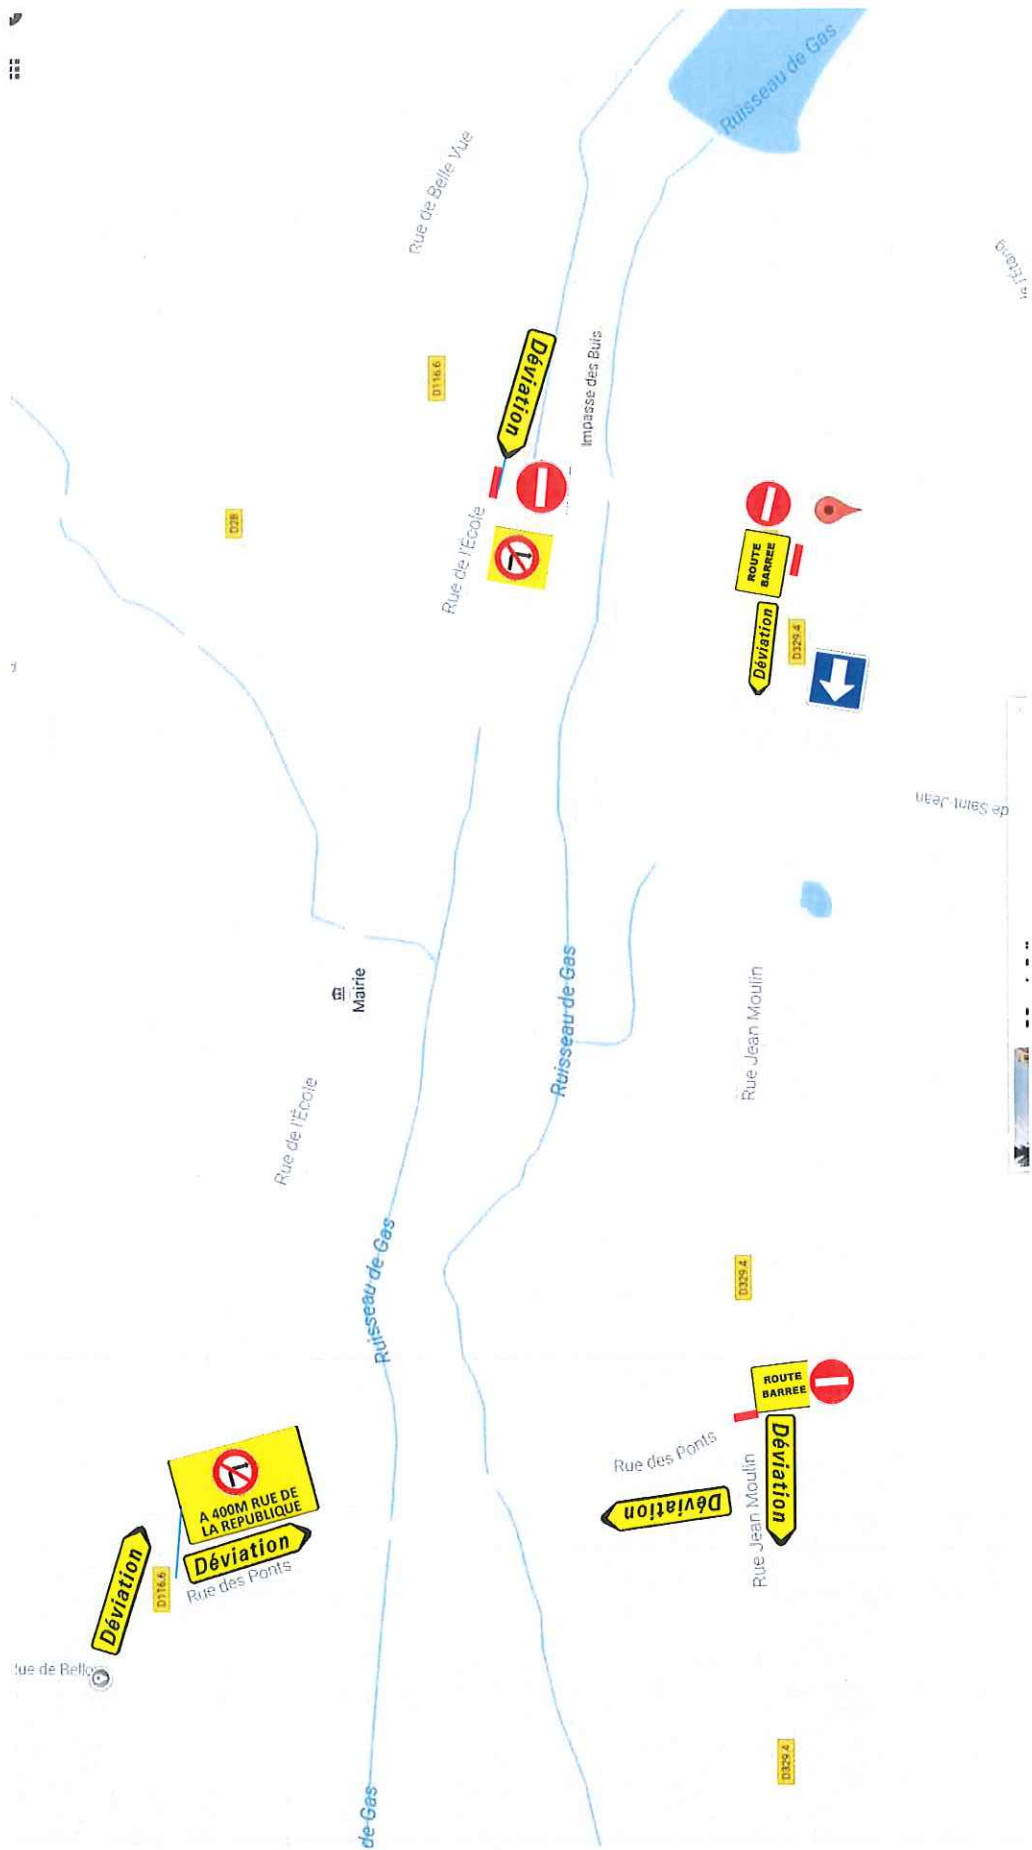 Ruisseau de Gas
Rue de Belle Vue
D116.6
Déviation
Impasse des Buis
D28
Rue de l'École
ROUTE
BARREE
Déviation
D329.4
de Saint-Jean
Mairie
Ruisseau de Gas
Rue Jean Moulin
Rue de l'École
Ruisseau de Gas
D329.4
ROUTE
BARREE
Déviation
Rue des Ponts
Déviation
Rue Jean Moulin
A 400M RUE DE
LA REPUBLIQUE
Déviation
Rue des Ponts
Déviation
D116.6
D329.4
de Gas